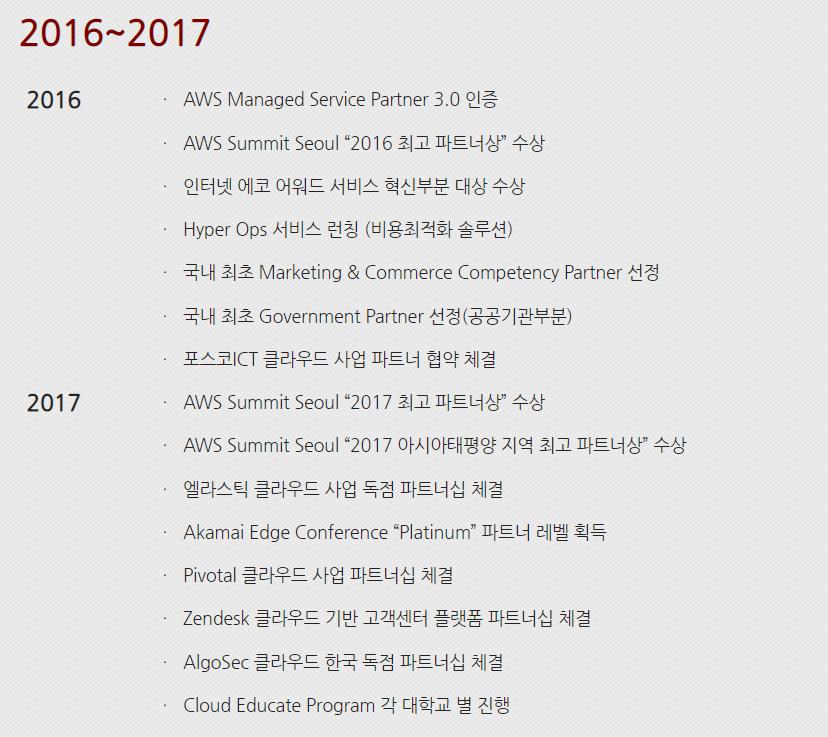 2016~2017
2016
· AWS Managed Service Partner 3.0 인증
· AWS Summit Seoul “2016 최고 파트너상” 수상
· 인터넷 에코 어워드 서비스 혁신부분 대상 수상
· Hyper Ops 서비스 런칭 (비용최적화 솔루션)
· 국내 최초 Marketing & Commerce Competency Partner 선정
· 국내 최초 Government Partner 선정(공공기관부분)
· 포스코ICT 클라우드 사업 파트너 협약 체결
2017
· AWS Summit Seoul “2017 최고 파트너상” 수상
· AWS Summit Seoul “2017 아시아태평양 지역 최고 파트너상” 수상
· 엘라스틱 클라우드 사업 독점 파트너십 체결
· Akamai Edge Conference “Platinum” 파트너 레벨 획득
· Pivotal 클라우드 사업 파트너십 체결
· Zendesk 클라우드 기반 고객센터 플랫폼 파트너십 체결
· AlgoSec 클라우드 한국 독점 파트너십 체결
· Cloud Educate Program 각 대학교 별 진행